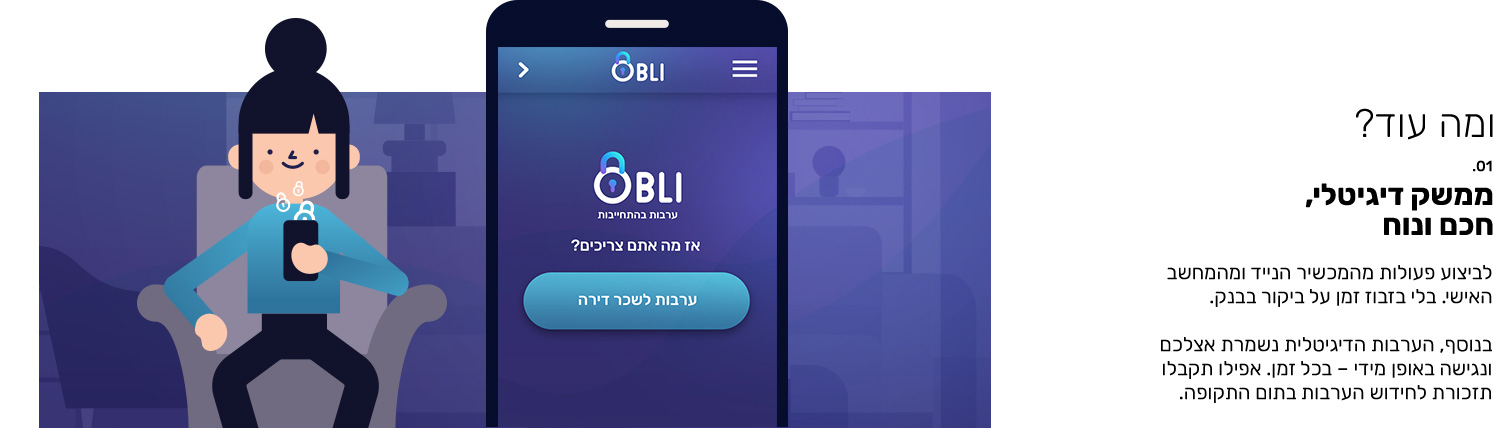 OBLI
OBLI
ערבות בהתחייבות
אז מה אתם צריכים?
ערבות לשכר דירה
ומה עוד?
01.
ממשק דיגיטלי,
חכם ונוח
לביצוע פעולות מהמכשיר הנייד ומהמחשב
האישי. בלי בזבוז זמן על ביקור בבנק.
בנוסף, הערבות הדיגיטלית נשמרת אצלכם
ונגישה באופן מידי – בכל זמן. אפילו תקבלו
תזכורת לחידוש הערבות בתום התקופה.